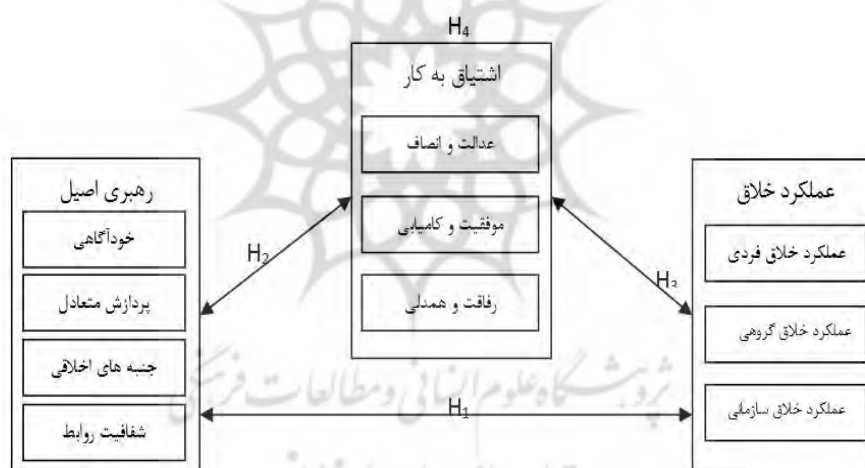 H₄
اشتیاق به کار
عدالت و انصاف
موفقیت و کامیابی
رفاقت و همدلی
رهبری اصیل
خودآگاهی
پردازش متعادل
جنبه های اخلاقی
شفافیت روابط
عملکرد خلاق
عملکرد خلاق فردی
عملکرد خلاق گروهی
عملکرد خلاق سازمانی
H₂
H₃
H₁
پژوهشگاه علوم انسانی و مطالعات فرهنگی